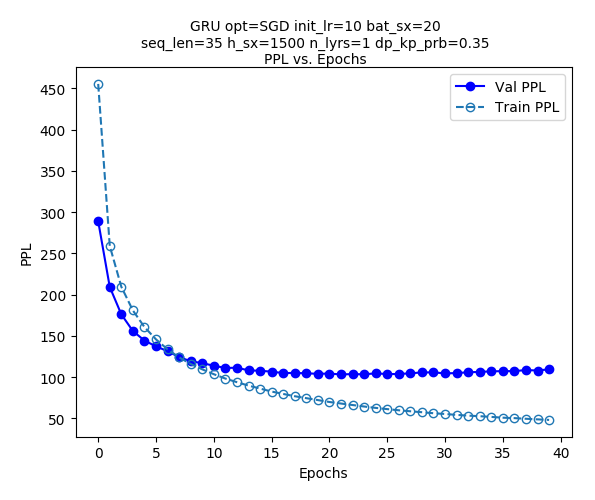 GRU opt=SGD init_lr=10 bat_sx=20
seq_len=35 h_sx=1500 n_lyrs=1 dp_kp_prb=0.35
PPL vs. Epochs
Val PPL
Train PPL
450
400
350
300
250
200
150
100
50
PPL
0 5 10 15 20 25 30 35 40
Epochs